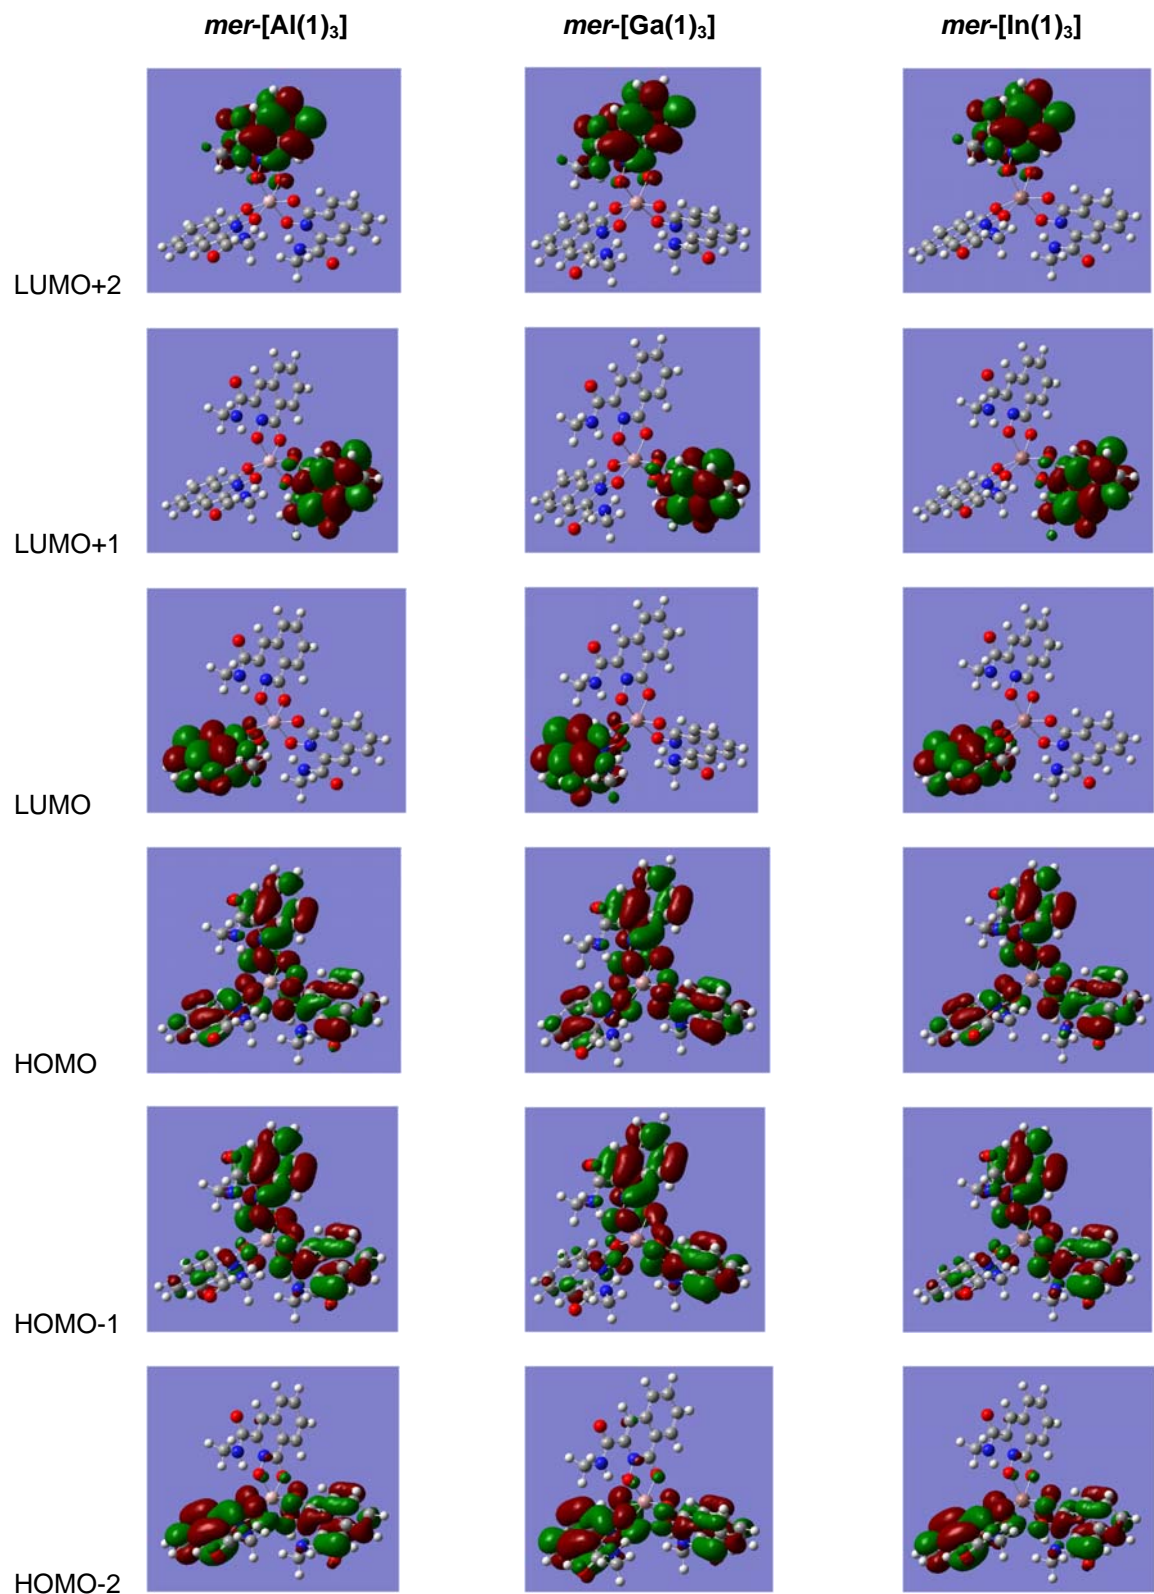 mer-[Al(1)₃] mer-[Ga(1)₃] mer-[In(1)₃]
LUMO+2
LUMO+1
LUMO
HOMO
HOMO-1
HOMO-2